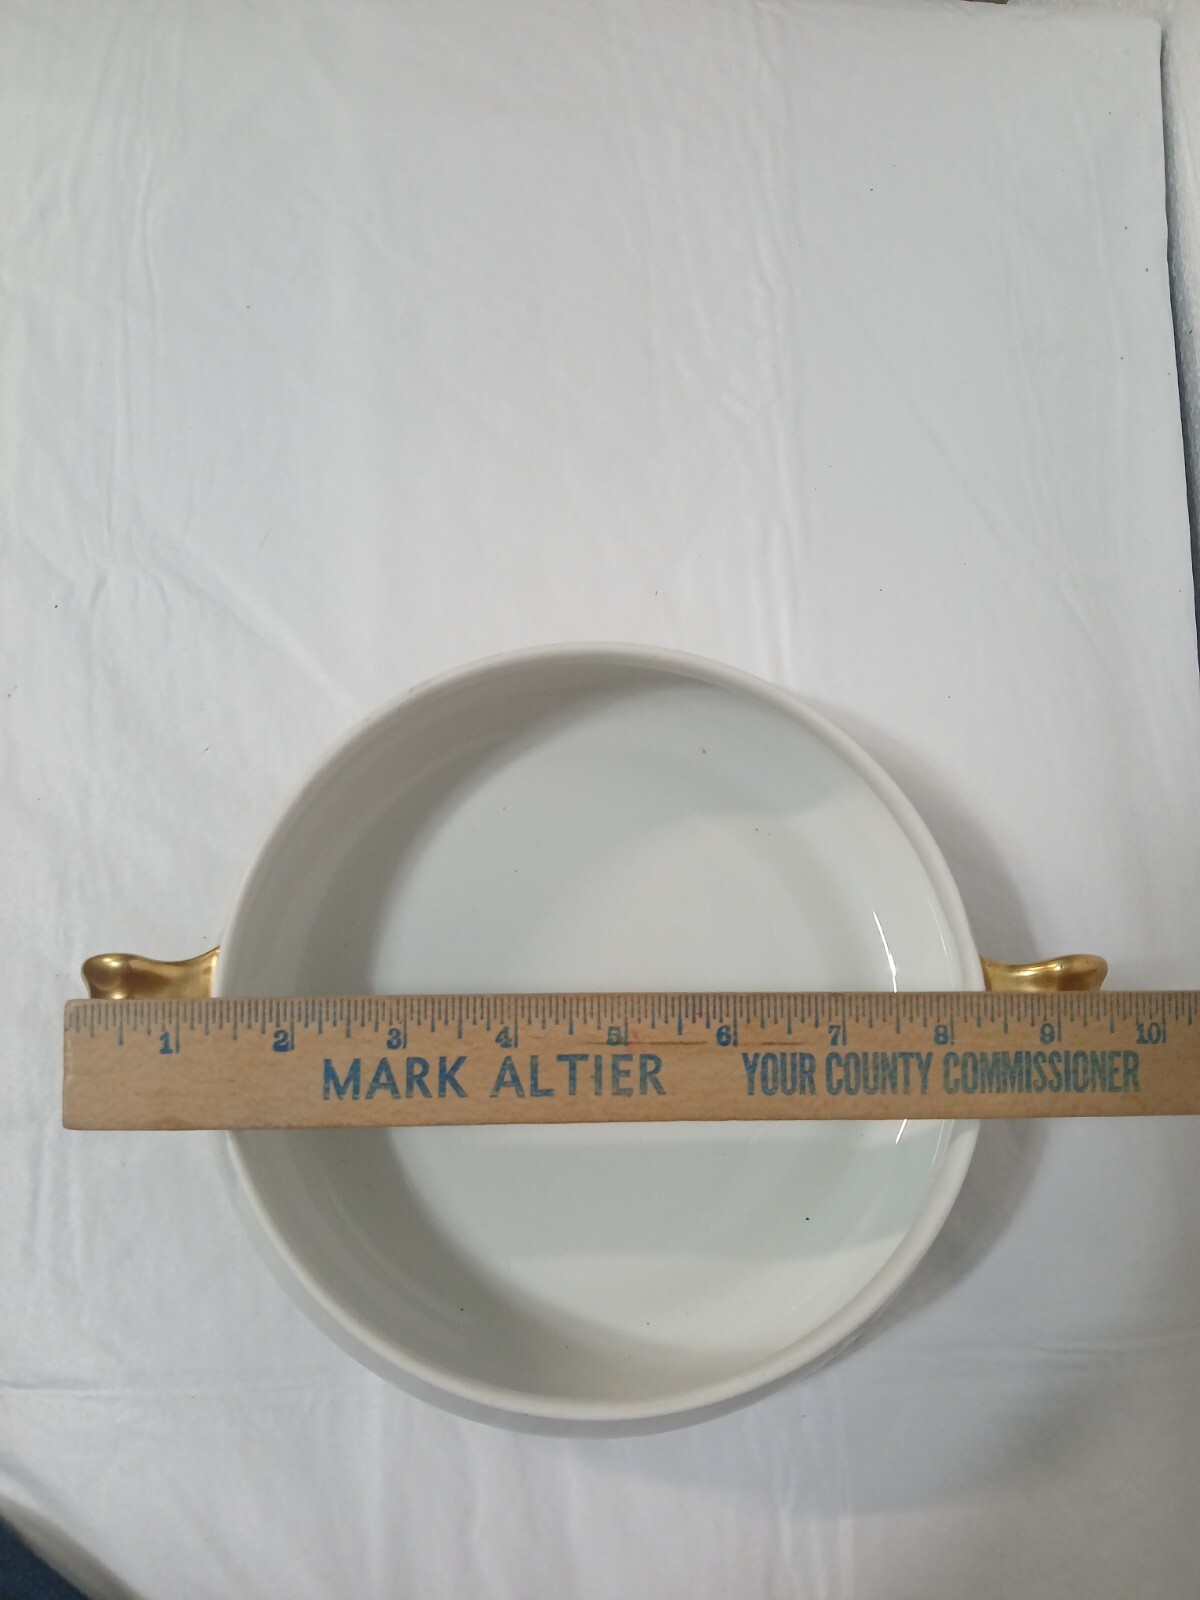 1 2 3 4 5 6 7 8 9 10
MARK ALTIER YOUR COUNTY COMMISSIONER